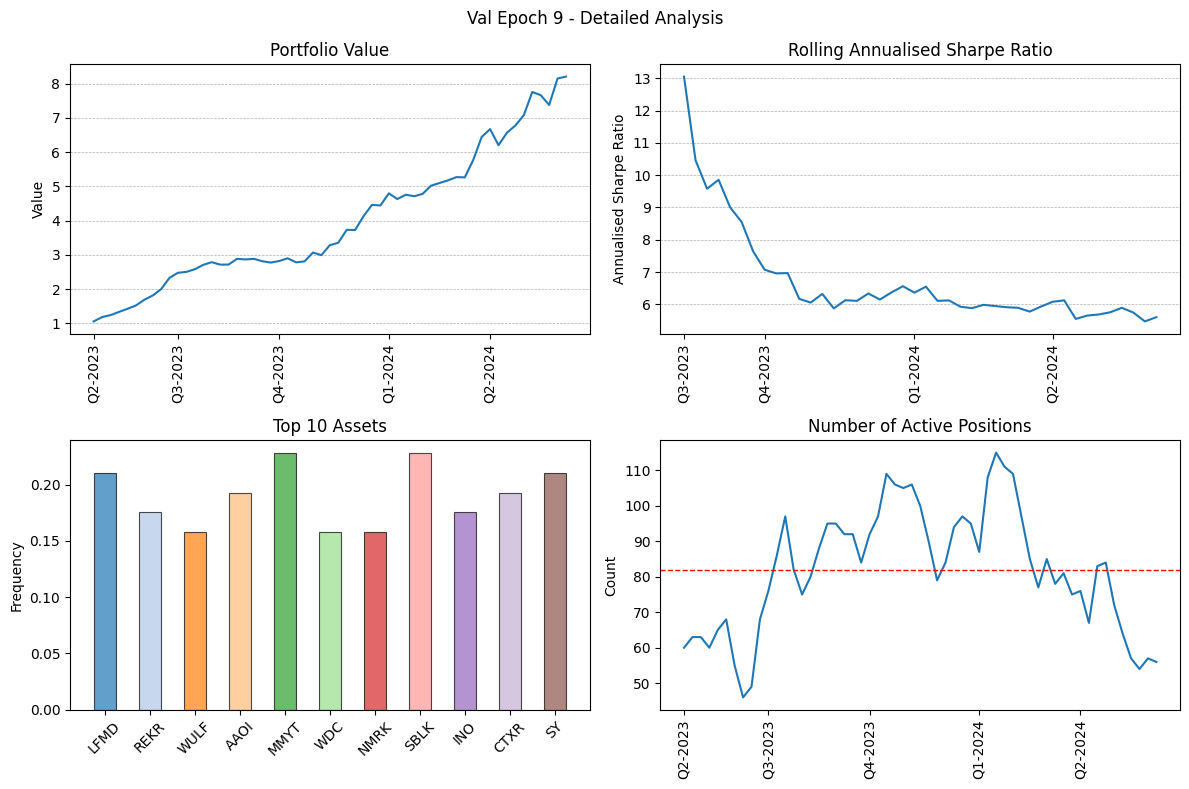 Val Epoch 9 - Detailed Analysis
Portfolio Value
Value
8
7
6
5
4
3
2
1
Q2-2023
Q3-2023
Q4-2023
Q1-2024
Q2-2024
Rolling Annualised Sharpe Ratio
Annualised Sharpe Ratio
13
12
11
10
9
8
7
6
Q3-2023
Q4-2023
Q1-2024
Q2-2024
Top 10 Assets
Frequency
0.20
0.15
0.10
0.05
0.00
LFMD
REKR
WULF
AAOI
MMYT
WDC
NMRK
SBLK
INO
CTXR
SY
Number of Active Positions
Count
110
100
90
80
70
60
50
Q2-2023
Q3-2023
Q4-2023
Q1-2024
Q2-2024